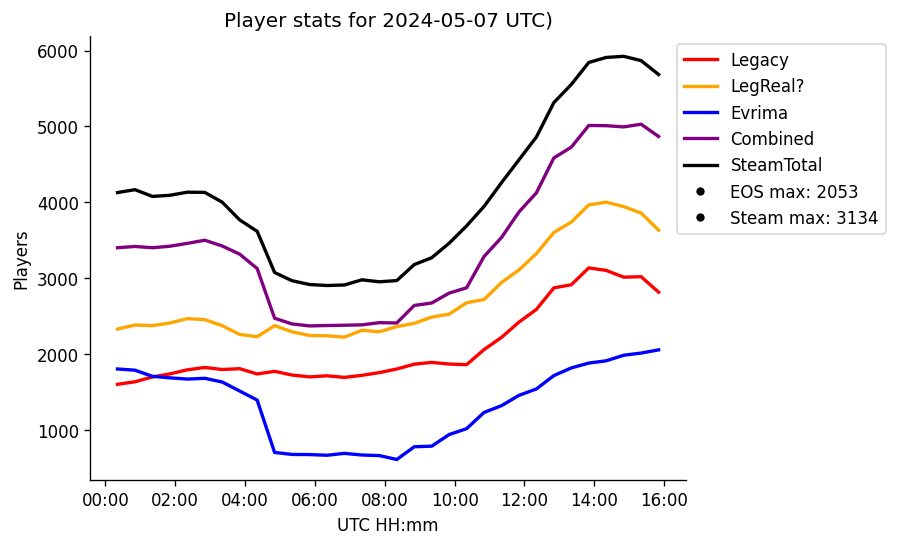 Player stats for 2024-05-07 UTC)
6000
5000
4000
3000
2000
1000
Players
00:00 02:00 04:00 06:00 08:00 10:00 12:00 14:00 16:00
UTC HH:mm
Legacy
LegReal?
Evrima
Combined
SteamTotal
EOS max: 2053
Steam max: 3134